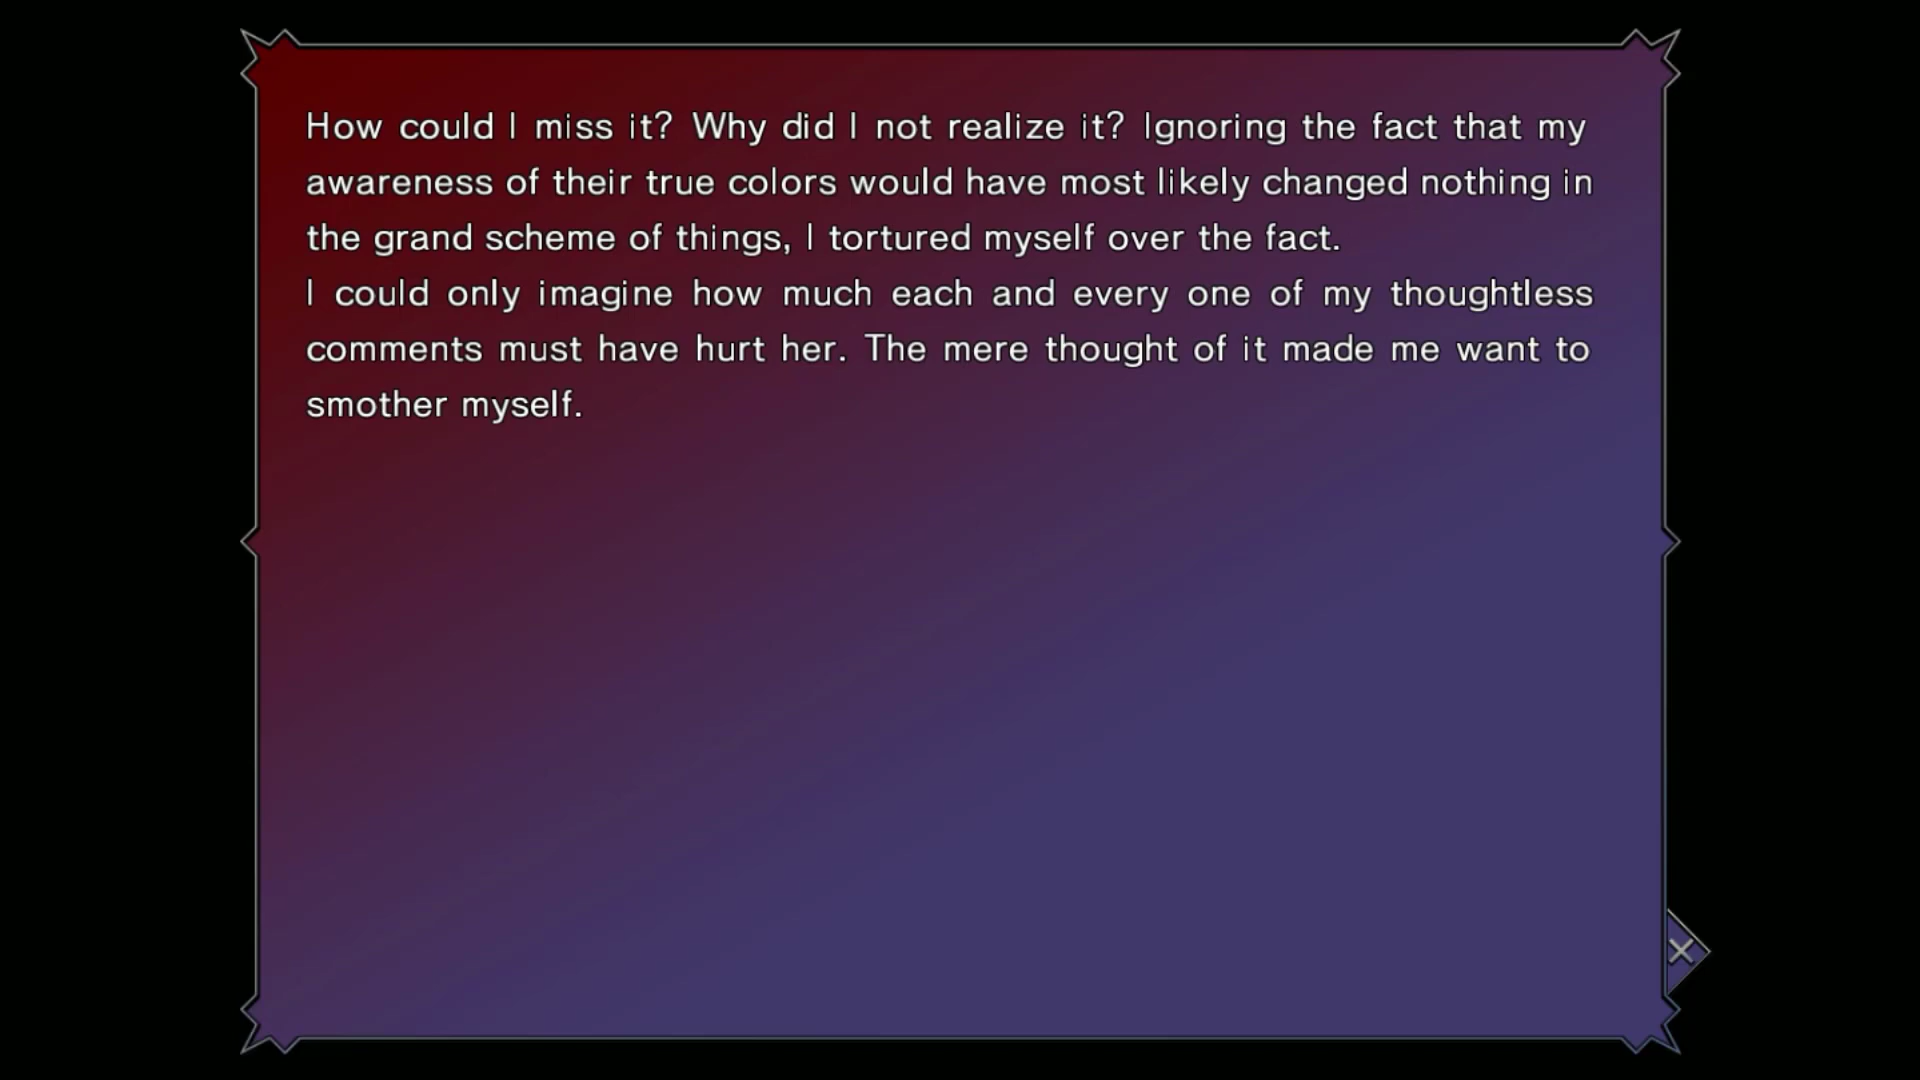 How could I miss it? Why did I not realize it? Ignoring the fact that my
awareness of their true colors would have most likely changed nothing in
the grand scheme of things, I tortured myself over the fact.
I could only imagine how much each and every one of my thoughtless
comments must have hurt her. The mere thought of it made me want to
smother myself.